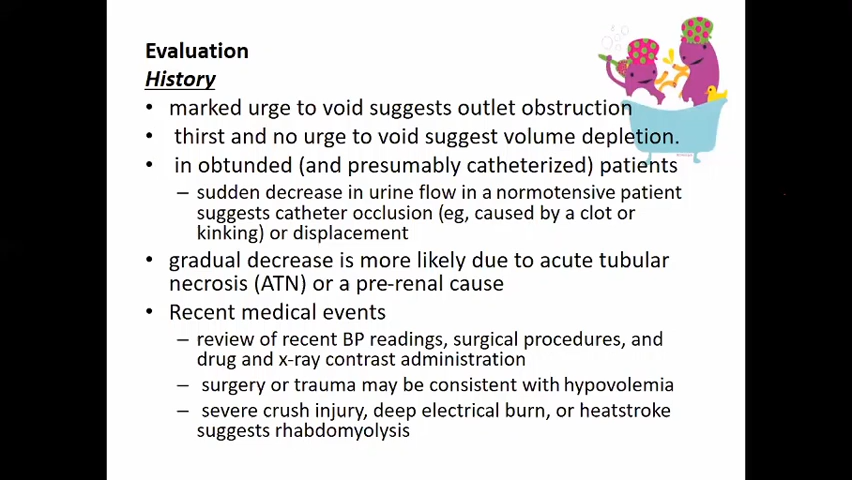 Evaluation
History
• marked urge to void suggests outlet obstruction
• thirst and no urge to void suggest volume depletion.
• in obtunded (and presumably catheterized) patients
– sudden decrease in urine flow in a normotensive patient
suggests catheter occlusion (eg, caused by a clot or
kinking) or displacement
• gradual decrease is more likely due to acute tubular
necrosis (ATN) or a pre-renal cause
• Recent medical events
– review of recent BP readings, surgical procedures, and
drug and x-ray contrast administration
– surgery or trauma may be consistent with hypovolemia
– severe crush injury, deep electrical burn, or heatstroke
suggests rhabdomyolysis